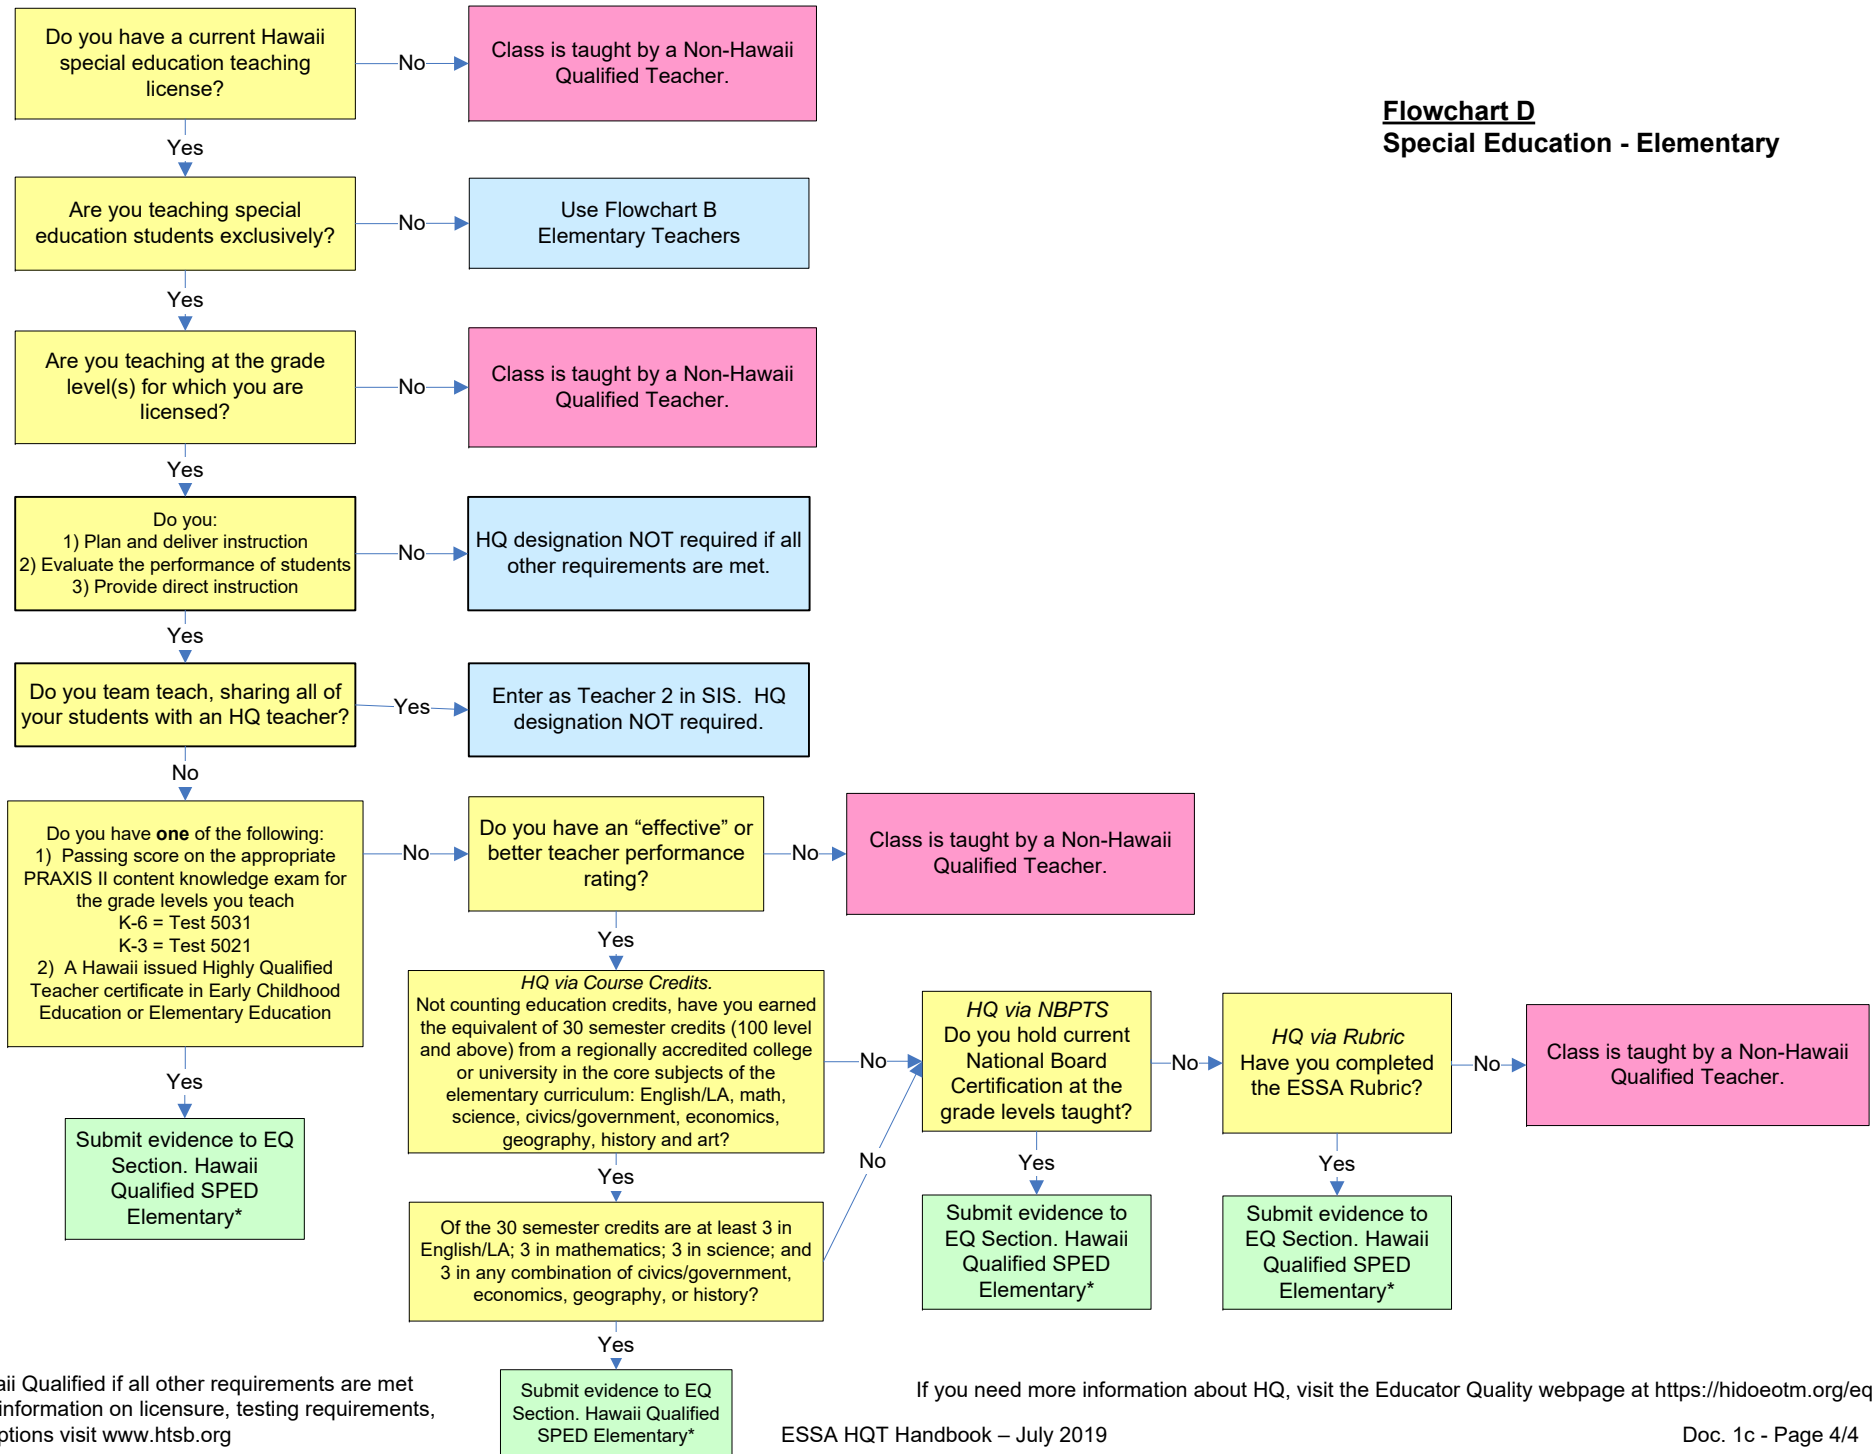 Flowchart D
Special Education - Elementary
Do you have a current Hawaii
special education teaching
license?
No
Class is taught by a Non-Hawaii
Qualified Teacher.
Yes
Are you teaching special
education students exclusively?
No
Use Flowchart B
Elementary Teachers
Yes
Are you teaching at the grade
level(s) for which you are
licensed?
No
Class is taught by a Non-Hawaii
Qualified Teacher.
Yes
Do you:
1) Plan and deliver instruction
2) Evaluate the performance of students
3) Provide direct instruction
No
HQ designation NOT required if all
other requirements are met.
Yes
Do you team teach, sharing all of
your students with an HQ teacher?
Yes
Enter as Teacher 2 in SIS.  HQ
designation NOT required.
No
Do you have one of the following:
1)  Passing score on the appropriate
PRAXIS II content knowledge exam for
the grade levels you teach
K-6 = Test 5031
K-3 = Test 5021
2)  A Hawaii issued Highly Qualified
Teacher certificate in Early Childhood
Education or Elementary Education
No
Do you have an “effective” or
better teacher performance
rating?
No
Class is taught by a Non-Hawaii
Qualified Teacher.
Yes
Submit evidence to EQ
Section. Hawaii
Qualified SPED
Elementary*
Yes
HQ via Course Credits.
Not counting education credits, have you earned
the equivalent of 30 semester credits (100 level
and above) from a regionally accredited college
or university in the core subjects of the
elementary curriculum: English/LA, math,
science, civics/government, economics,
geography, history and art?
No
HQ via NBPTS
Do you hold current
National Board
Certification at the
grade levels taught?
No
HQ via Rubric
Have you completed
the ESSA Rubric?
No
Class is taught by a Non-Hawaii
Qualified Teacher.
Yes
Of the 30 semester credits are at least 3 in
English/LA; 3 in mathematics; 3 in science; and
3 in any combination of civics/government,
economics, geography, or history?
No
Yes
Submit evidence to
EQ Section. Hawaii
Qualified SPED
Elementary*
Yes
Submit evidence to
EQ Section. Hawaii
Qualified SPED
Elementary*
Yes
Submit evidence to EQ
Section. Hawaii Qualified
SPED Elementary*
Qualified if all other requirements are met
information on licensure, testing requirements,
visit www.htsb.org
If you need more information about HQ, visit the Educator Quality webpage at https://hidoeotm.org/eq
ESSA HQT Handbook – July 2019
Doc. 1c - Page 4/4